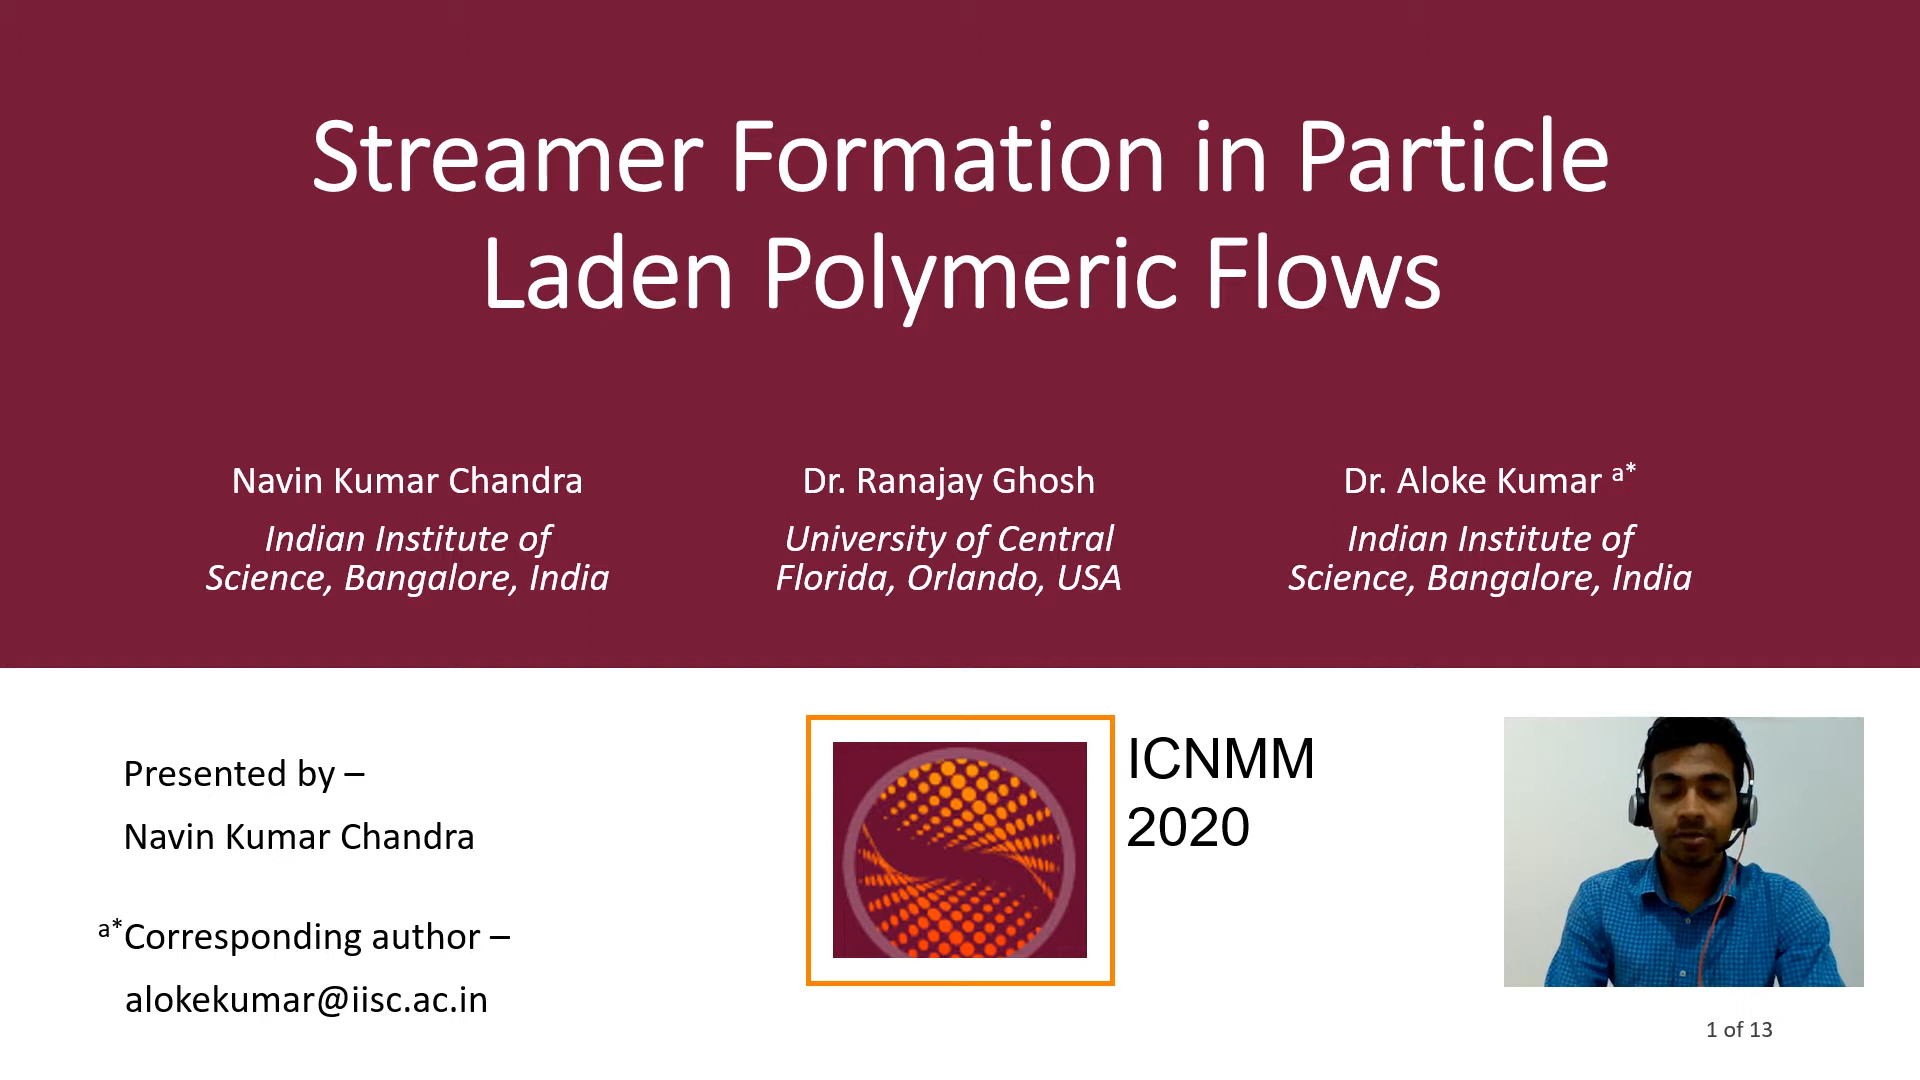 Streamer Formation in Particle
Laden Polymeric Flows
Navin Kumar Chandra
Indian Institute of
Science, Bangalore, India
Dr. Ranajay Ghosh
University of Central
Florida, Orlando, USA
Dr. Aloke Kumar a*
Indian Institute of
Science, Bangalore, India
Presented by –
Navin Kumar Chandra
a*Corresponding author –
alokekumar@iisc.ac.in
ICNMM
2020
1 of 13